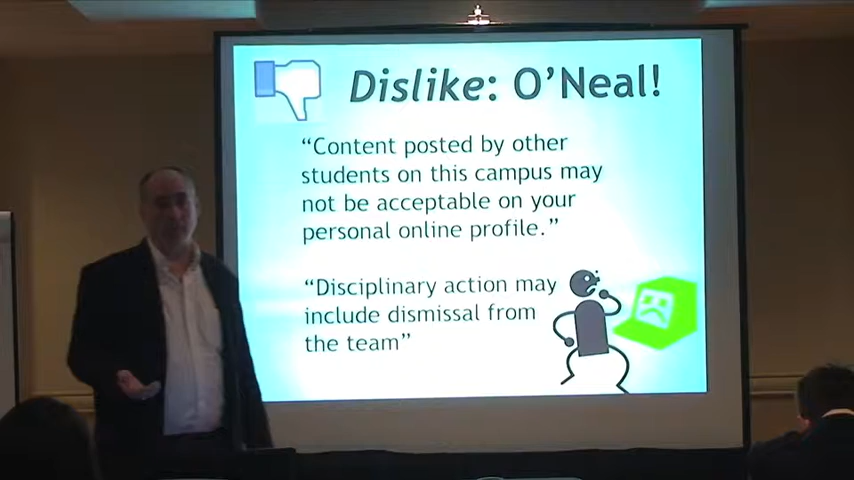 Dislike: O’Neal!
“Content posted by other
students on this campus may
not be acceptable on your
personal online profile.”
“Disciplinary action may
include dismissal from
the team”